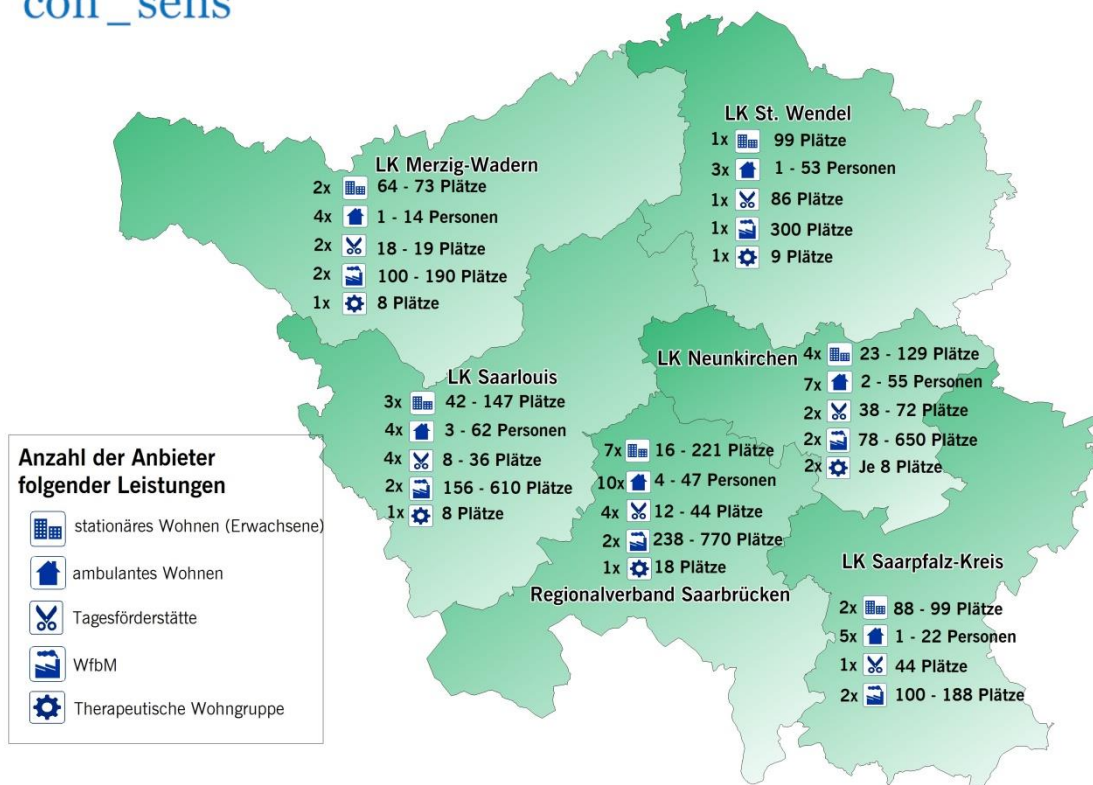 con_sens
LK St. Wendel
1x 99 Plätze
3x 1 - 53 Personen
1x 86 Plätze
1x 300 Plätze
1x 9 Plätze
LK Merzig-Wadern
2x 64 - 73 Plätze
4x 1 - 14 Personen
2x 18 - 19 Plätze
2x 100 - 190 Plätze
1x 8 Plätze
LK Neunkirchen
4x 23 - 129 Plätze
7x 2 - 55 Personen
2x 38 - 72 Plätze
2x 78 - 650 Plätze
2x Je 8 Plätze
LK Saarlouis
3x 42 - 147 Plätze
4x 3 - 62 Personen
4x 8 - 36 Plätze
2x 156 - 610 Plätze
1x 8 Plätze
7x 16 - 221 Plätze
10x 4 - 47 Personen
4x 12 - 44 Plätze
2x 238 - 770 Plätze
1x 18 Plätze
Regionalverband Saarbrücken
LK Saarpfalz-Kreis
2x 88 - 99 Plätze
5x 1 - 22 Personen
1x 44 Plätze
2x 100 - 188 Plätze
Anzahl der Anbieter
folgender Leistungen
stationäres Wohnen (Erwachsene)
ambulantes Wohnen
Tagesförderstätte
WfbM
Therapeutische Wohngruppe